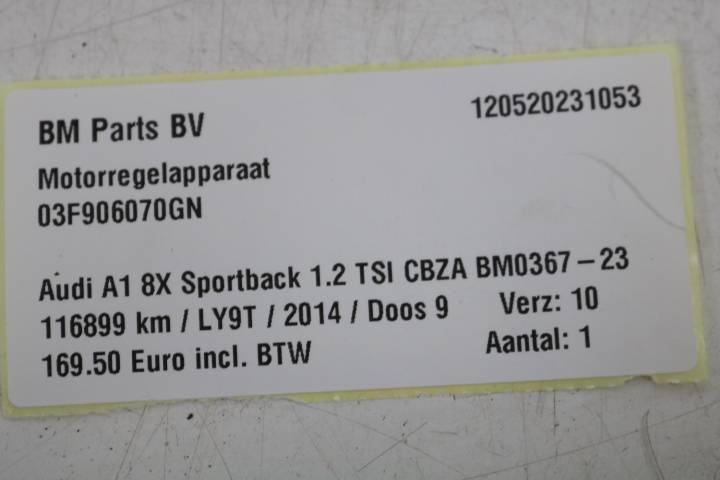 BM Parts BV 120520231053
Motorregelapparaat
03F906070GN
Audi A1 8X Sportback 1.2 TSI CBZA BM0367-23
116899 km / LY9T / 2014 / Doos 9 Verz: 10
169.50 Euro incl. BTW Aantal: 1